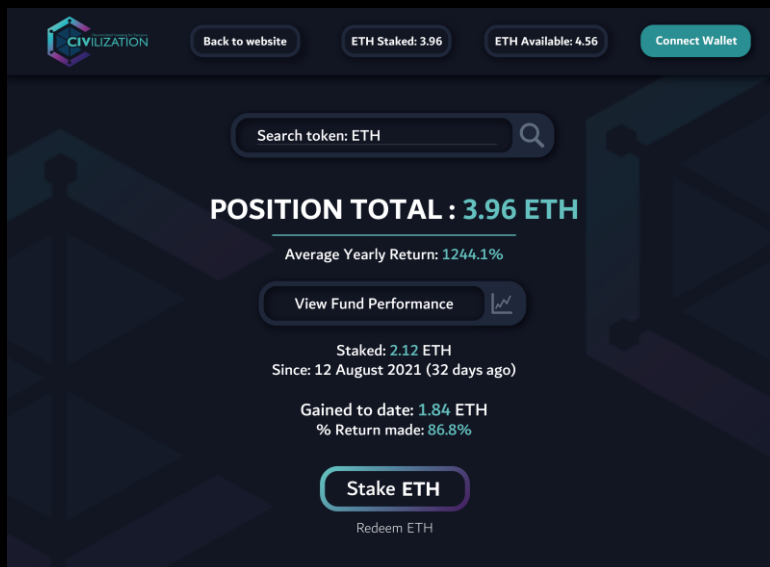 CIVILIZATION
Back to website
ETH Staked: 3.96
ETH Available: 4.56
Connect Wallet
Search token: ETH
POSITION TOTAL : 3.96 ETH
Average Yearly Return: 1244.1%
View Fund Performance
Staked: 2.12 ETH
Since: 12 August 2021 (32 days ago)
Gained to date: 1.84 ETH
% Return made: 86.8%
Stake ETH
Redeem ETH